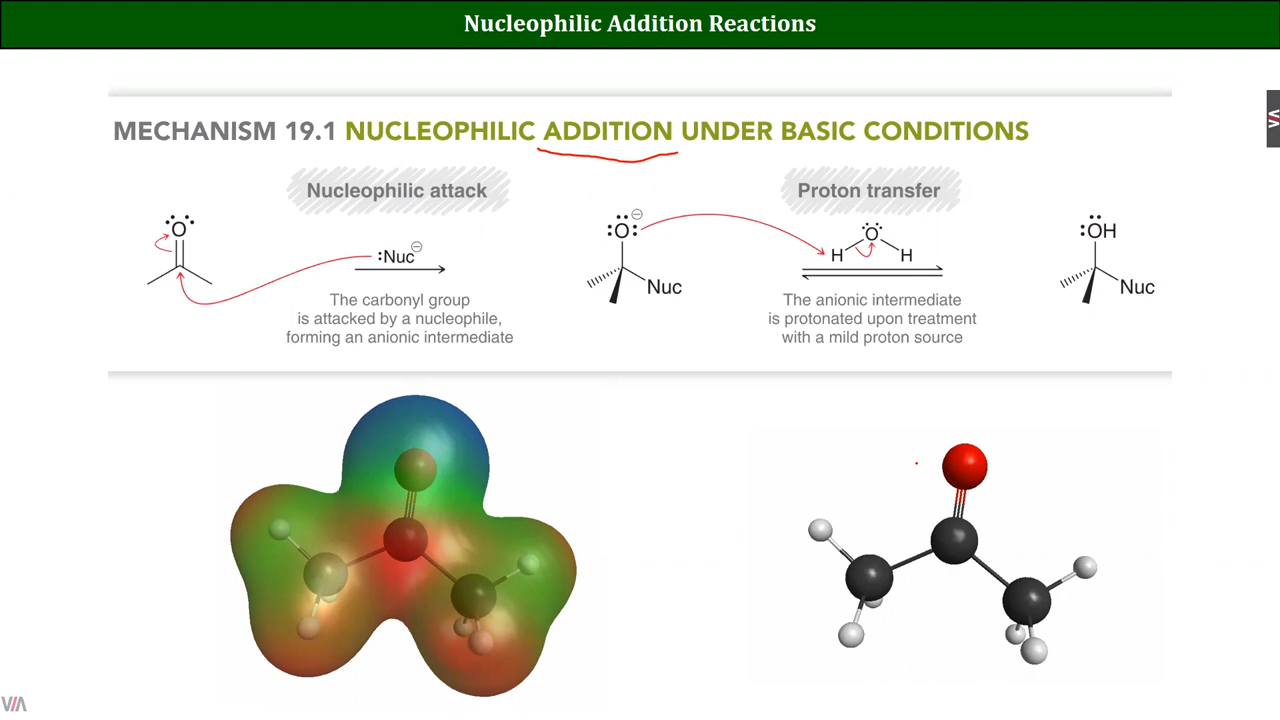 Nucleophilic Addition Reactions
MECHANISM 19.1 NUCLEOPHILIC ADDITION UNDER BASIC CONDITIONS
Nucleophilic attack
Proton transfer
O
:Nuc⊖
The carbonyl group
is attacked by a nucleophile,
forming an anionic intermediate
:O:⊖
Nuc
O
H H
The anionic intermediate
is protonated upon treatment
with a mild proton source
:OH
Nuc
VIA
VIA